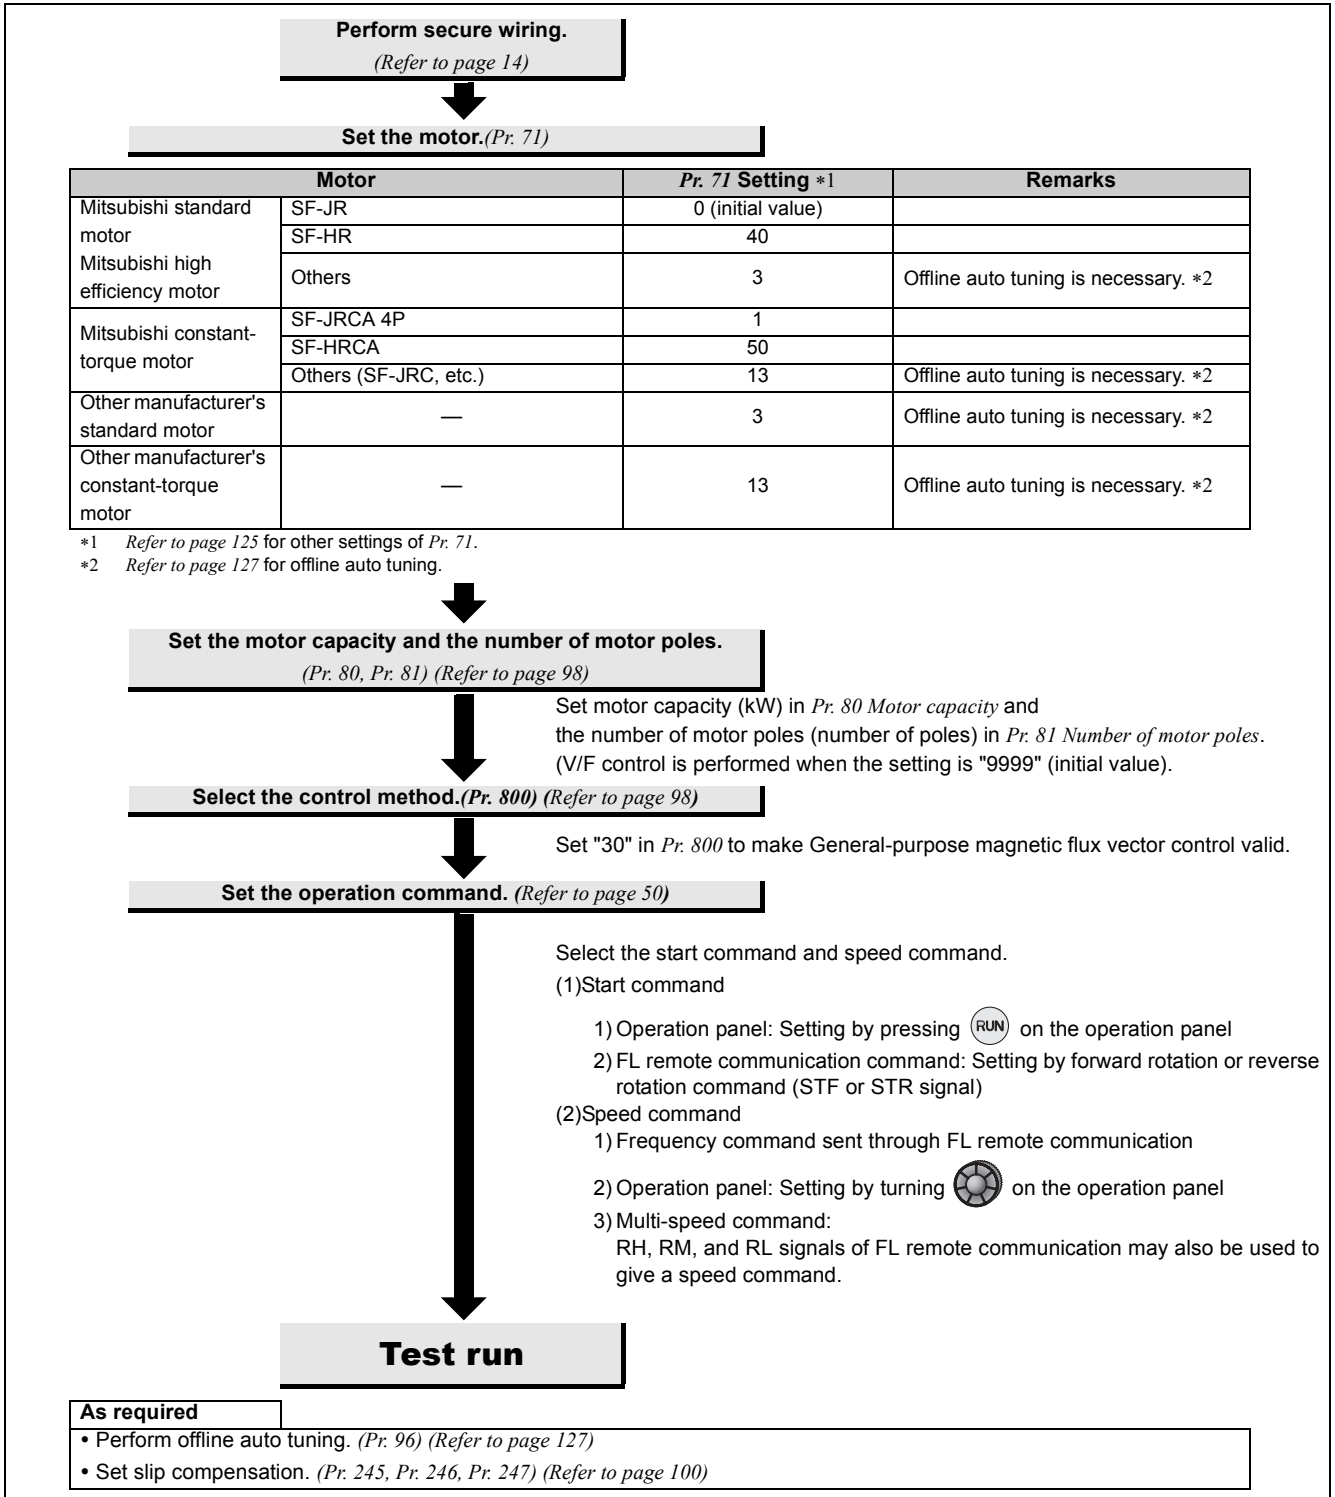 Perform secure wiring.
(Refer to page 14)
Set the motor.(Pr. 71)
Motor Pr. 71 Setting *1 Remarks
Mitsubishi standard motor
Mitsubishi high efficiency motor
SF-JR 0 (initial value)
SF-HR 40
Others 3 Offline auto tuning is necessary. *2
Mitsubishi constant-
torque motor
SF-JRCA 4P 1
SF-HRCA 50
Others (SF-JRC, etc.) 13 Offline auto tuning is necessary. *2
Other manufacturer's
standard motor
— 3 Offline auto tuning is necessary. *2
Other manufacturer's
constant-torque
motor
— 13 Offline auto tuning is necessary. *2
*1 Refer to page 125 for other settings of Pr. 71.
*2 Refer to page 127 for offline auto tuning.
Set the motor capacity and the number of motor poles.
(Pr. 80, Pr. 81) (Refer to page 98)
Set motor capacity (kW) in Pr. 80 Motor capacity and
the number of motor poles (number of poles) in Pr. 81 Number of motor poles.
(V/F control is performed when the setting is "9999" (initial value).
Select the control method.(Pr. 800) (Refer to page 98)
Set "30" in Pr. 800 to make General-purpose magnetic flux vector control valid.
Set the operation command. (Refer to page 50)
Select the start command and speed command.
(1)Start command
1) Operation panel: Setting by pressing RUN on the operation panel
2) FL remote communication command: Setting by forward rotation or reverse
rotation command (STF or STR signal)
(2)Speed command
1) Frequency command sent through FL remote communication
2) Operation panel: Setting by turning on the operation panel
3) Multi-speed command:
RH, RM, and RL signals of FL remote communication may also be used to
give a speed command.
Test run
As required
• Perform offline auto tuning. (Pr. 96) (Refer to page 127)
• Set slip compensation. (Pr. 245, Pr. 246, Pr. 247) (Refer to page 100)